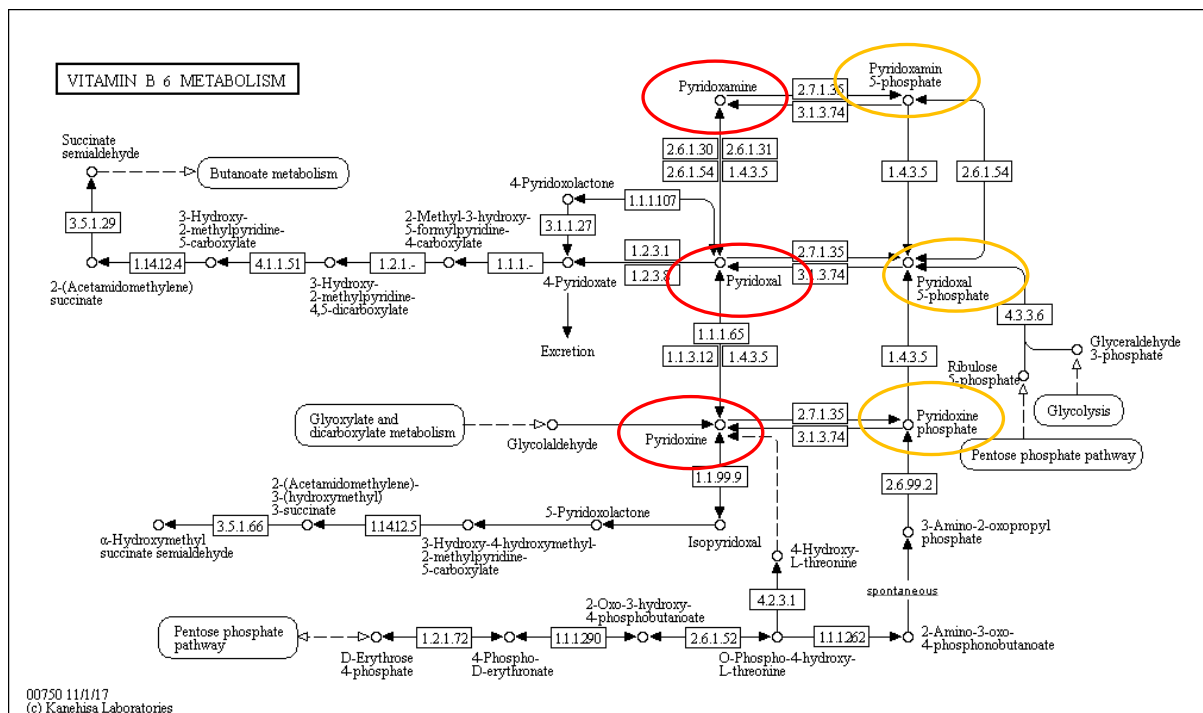 VITAMIN B 6 METABOLISM
Pyridoxamine
2.7.1.35
3.1.3.74
Pyridoxamin
5-phosphate
Succinate
semialdehyde
Butanoate metabolism
2.6.1.30
2.6.1.31
2.6.1.54
1.4.3.5
1.4.3.5
2.6.1.54
4-Pyridoxolactone
1.1.1.107
3.5.1.29
3-Hydroxy-
2-methylpyridine-
5-carboxylate
2-Methyl-3-hydroxy-
5-formylpyridine-
4-carboxylate
3.1.1.27
1.2.3.1
1.2.3.8
2.7.1.35
3.1.3.74
1.14.12.4
4.1.1.51
1.2.1.-
1.1.1.-
2-(Acetamidomethylene)
succinate
3-Hydroxy-
2-methylpyridine-
4,5-dicarboxylate
4-Pyridoxate
Pyridoxal
Pyridoxal
5-phosphate
4.3.3.6
Excretion
1.1.1.65
1.1.3.12
1.4.3.5
1.4.3.5
Glyceraldehyde
3-phosphate
Ribulose
5-phosphate
Glycolysis
Glyoxylate and
dicarboxylate metabolism
Glycolaldehyde
Pyridoxine
2.7.1.35
3.1.3.74
Pyridoxine
phosphate
Pentose phosphate pathway
1.1.99.9
2.6.99.2
2-(Acetamidomethylene)-
3-(hydroxymethyl)
3-succinate
5-Pyridoxolactone
3.5.1.66
1.14.12.5
α-Hydroxymethyl
succinate semialdehyde
3-Hydroxy-4-hydroxymethyl-
2-methylpyridine-
5-carboxylate
Isopyridoxal
3-Amino-2-oxopropyl
phosphate
4-Hydroxy-
L-threonine
spontaneous
4.2.3.1
2-Oxo-3-hydroxy-
4-phosphobutanoate
Pentose phosphate
pathway
1.2.1.72
1.1.1.290
2.6.1.52
1.1.1.262
D-Erythrose
4-phosphate
4-Phospho-
D-erythronate
O-Phospho-4-hydroxy-
L-threonine
2-Amino-3-oxo-
4-phosphonobutanoate
00750 11/1/17
(c) Kanehisa Laboratories